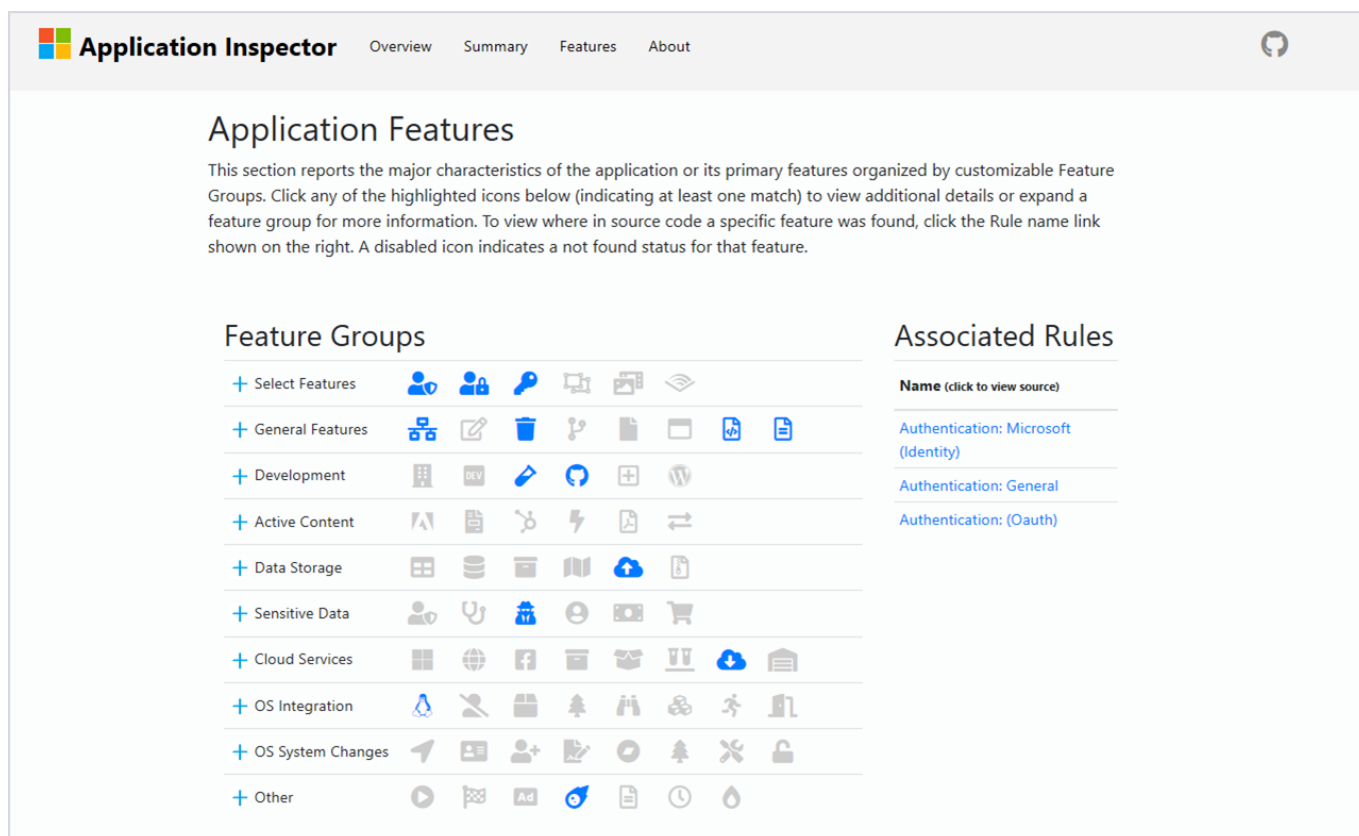 Application Inspector Overview Summary Features About
Application Features
This section reports the major characteristics of the application or its primary features organized by customizable Feature
Groups. Click any of the highlighted icons below (indicating at least one match) to view additional details or expand a
feature group for more information. To view where in source code a specific feature was found, click the Rule name link
shown on the right. A disabled icon indicates a not found status for that feature.
Feature Groups
Select Features
General Features
Development
DEV
Active Content
Data Storage
Sensitive Data
Cloud Services
OS Integration
OS System Changes
Other
Ad
Associated Rules
Name (click to view source)
Authentication: Microsoft
(Identity)
Authentication: General
Authentication: (Oauth)